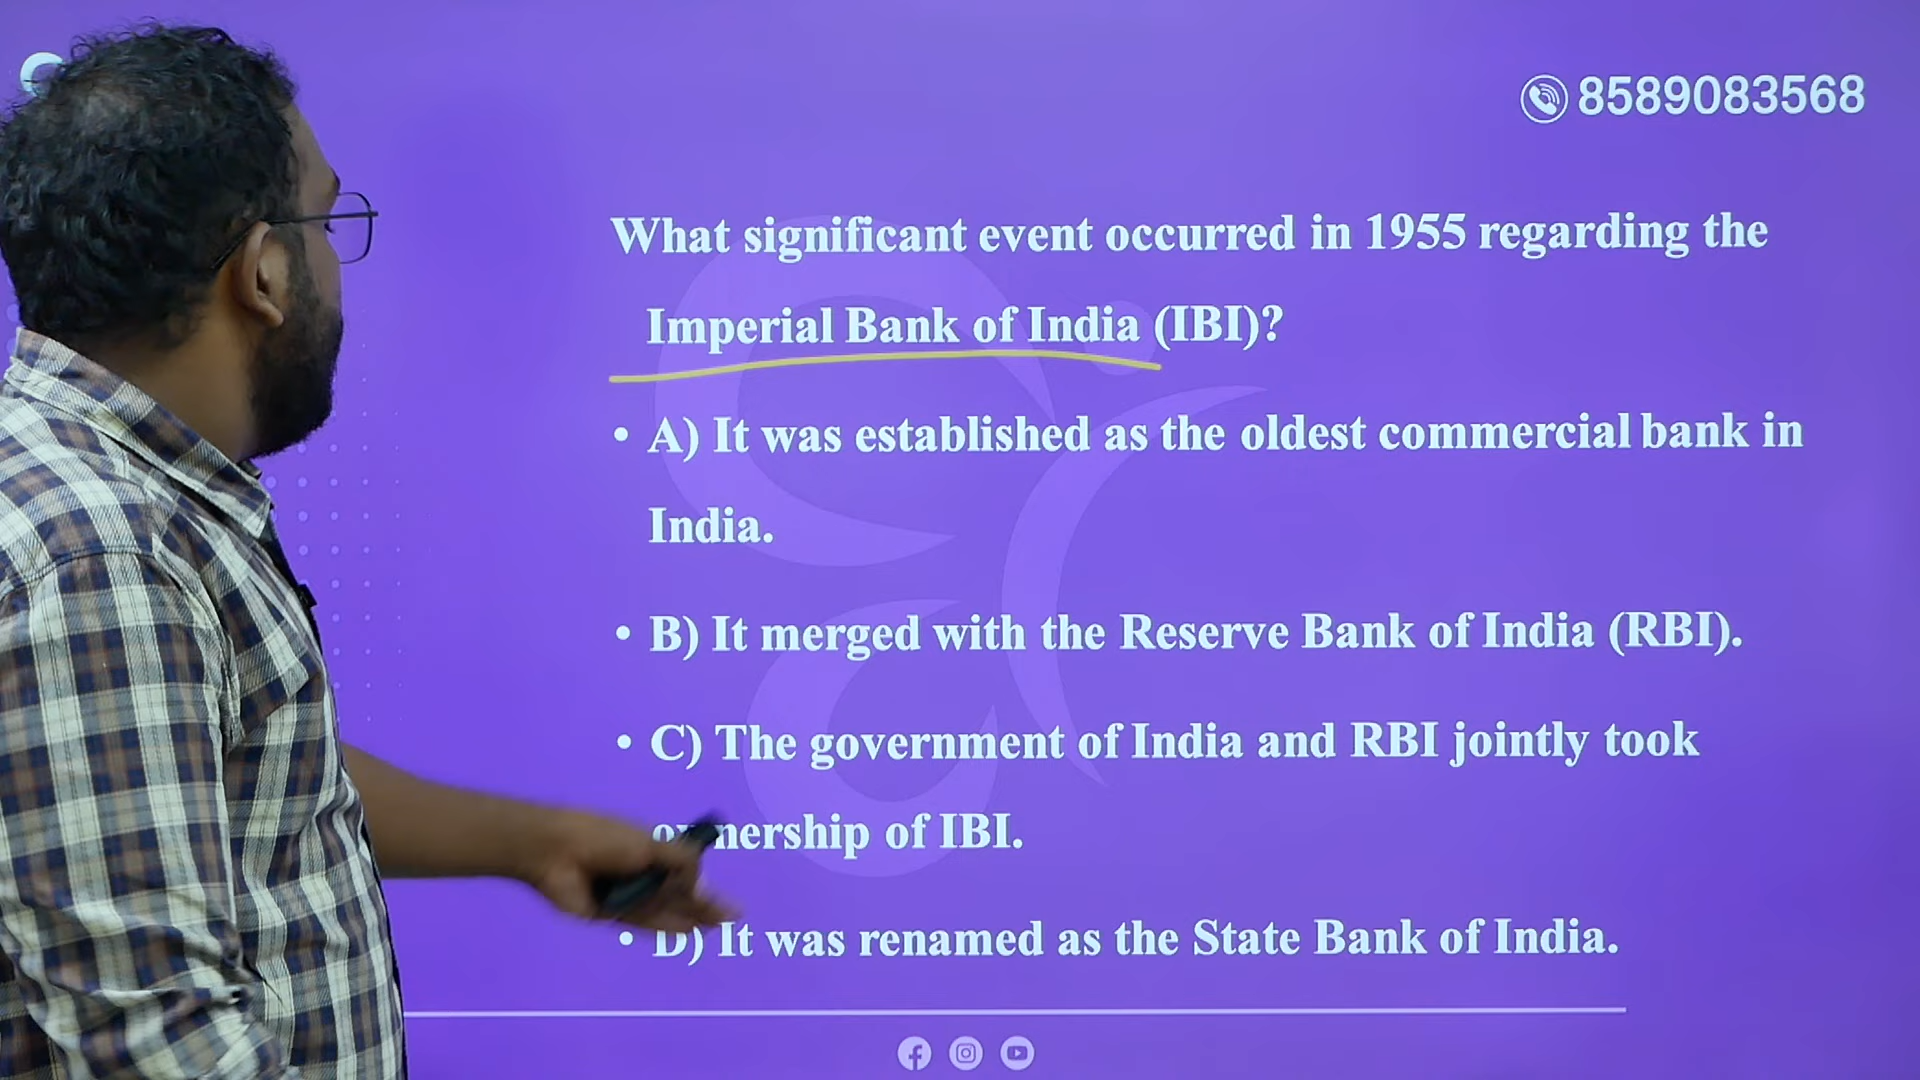 8589083568
What significant event occurred in 1955 regarding the
Imperial Bank of India (IBI)?
• A) It was established as the oldest commercial bank in
India.
• B) It merged with the Reserve Bank of India (RBI).
• C) The government of India and RBI jointly took
ownership of IBI.
• D) It was renamed as the State Bank of India.